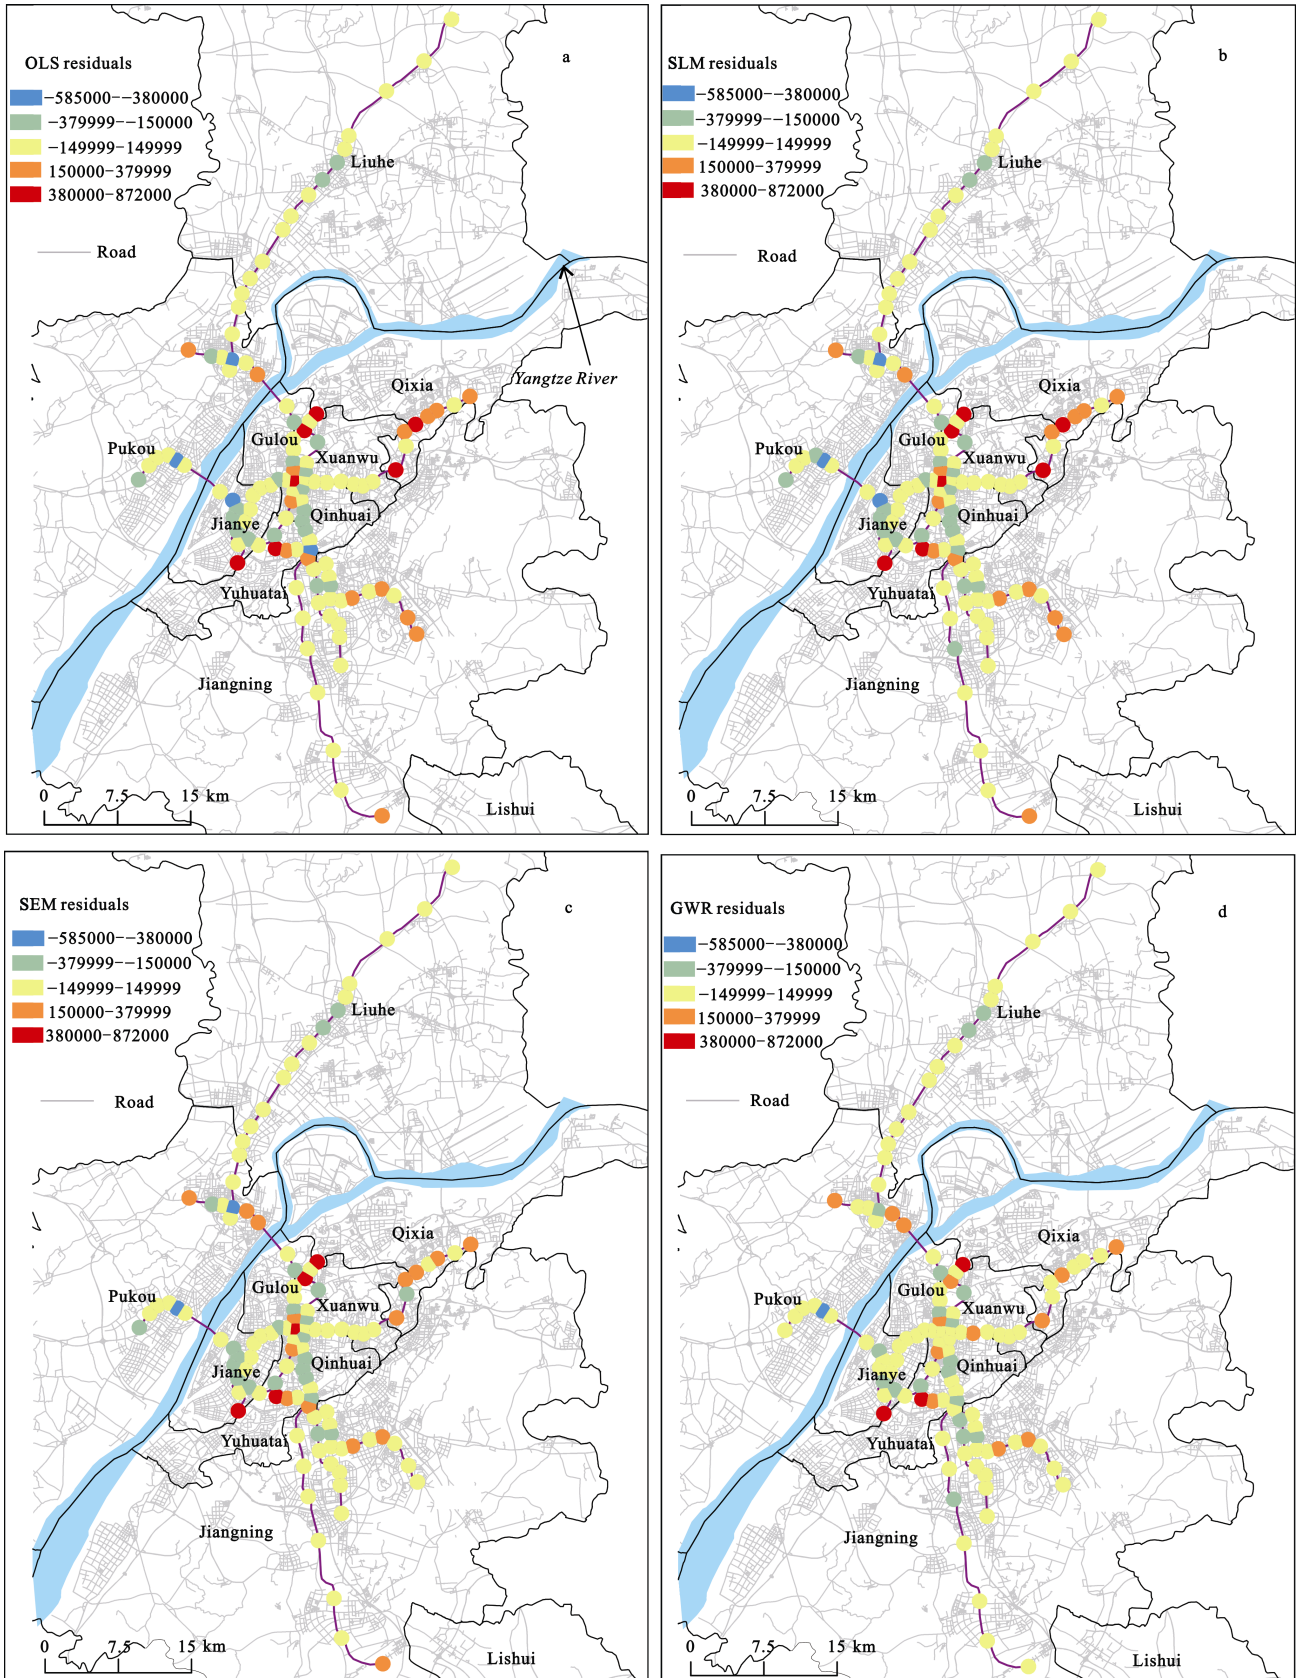 OLS residuals
a
−585000−−380000
−379999−−150000
−149999−149999
150000−379999
380000−872000
Road
Liuhe
Yangtze River
Qixia
Gulou
Pukou
Xuanwu
Jianye
Qinhuai
Yuhuatai
Jiangning
0 7.5 15 km
Lishui
SLM residuals
b
−585000−−380000
−379999−−150000
−149999−149999
150000−379999
380000−872000
Road
Liuhe
Qixia
Gulou
Pukou
Xuanwu
Jianye
Qinhuai
Yuhuatai
Jiangning
0 7.5 15 km
Lishui
SEM residuals
c
−585000−−380000
−379999−−150000
−149999−149999
150000−379999
380000−872000
Road
Liuhe
Qixia
Gulou
Pukou
Xuanwu
Jianye
Qinhuai
Yuhuatai
Jiangning
0 7.5 15 km
Lishui
GWR residuals
d
−585000−−380000
−379999−−150000
−149999−149999
150000−379999
380000−872000
Road
Liuhe
Qixia
Gulou
Pukou
Xuanwu
Jianye
Qinhuai
Yuhuatai
Jiangning
0 7.5 15 km
Lishui